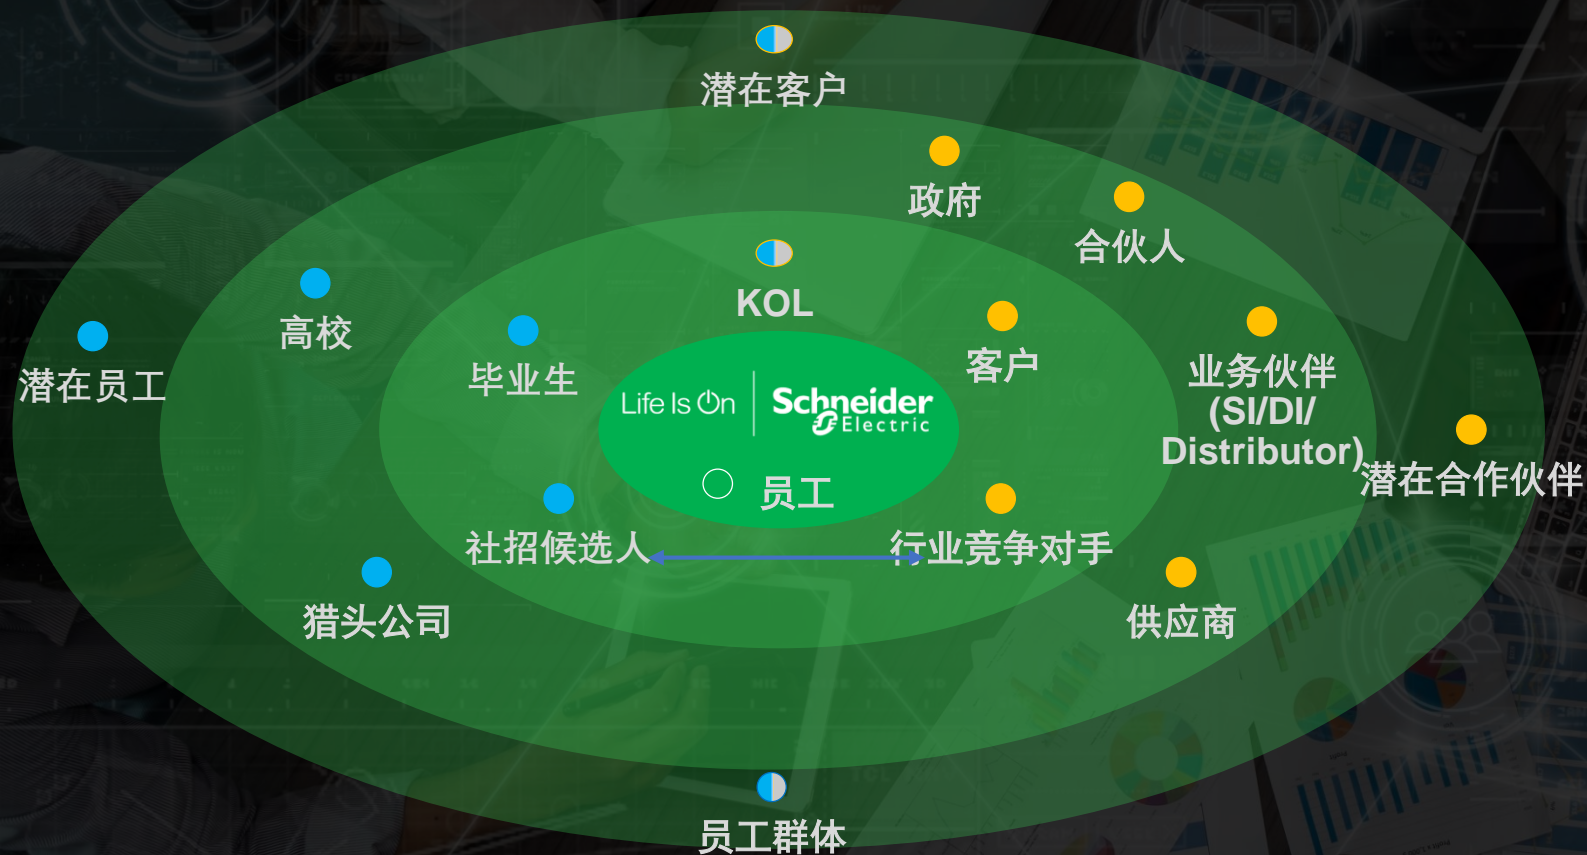 潜在客户
政府
合伙人
KOL
高校
毕业生
客户
业务伙伴
(SI/DI/
Distributor)
潜在员工
Life Is On | Schneider Electric
员工
潜在合作伙伴
社招候选人
行业竞争对手
猎头公司
供应商
员工群体